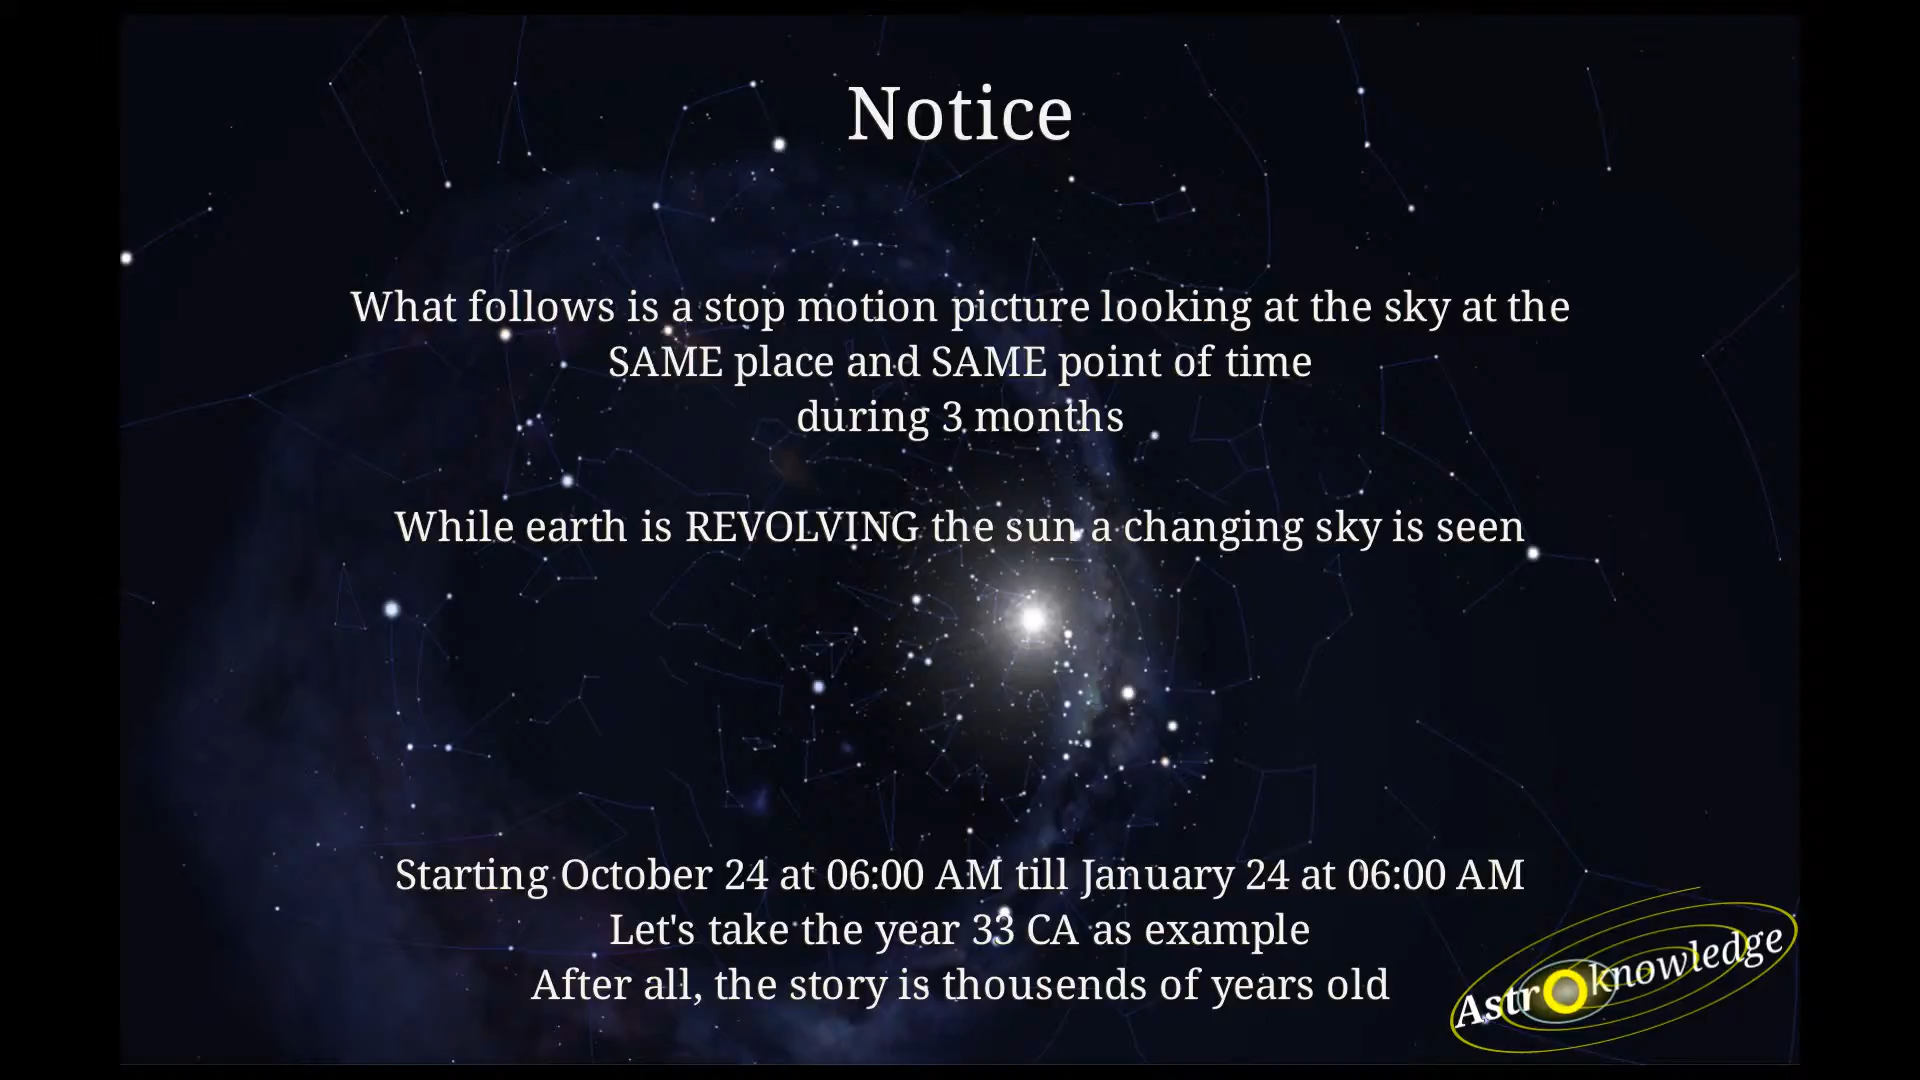 Notice
What follows is a stop motion picture looking at the sky at the
SAME place and SAME point of time
during 3 months
While earth is REVOLVING the sun a changing sky is seen
Starting October 24 at 06:00 AM till January 24 at 06:00 AM
Let's take the year 33 CA as example
After all, the story is thousends of years old
Astroknowledge